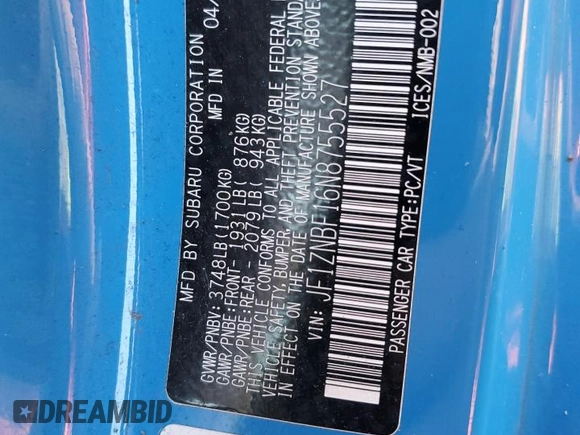 MFD BY SUBARU CORPORATION 04/
GVWR/PNBV: 3748LB(1700KG)
GAWR/PNBE:FRONT- 1931LB( 876KG)
GAWR/PNBE:REAR - 2079LB( 943KG)
THIS VEHICLE CONFORMS TO ALL APPLICABLE FEDERAL
VEHICLE SAFETY,BUMPER, AND THEFT PREVENTION STAND
IN EFFECT ON THE DATE OF MANUFACTURE SHOWN ABOVE
VIN: JF1ZNBF16N8755527
PASSENGER CAR TYPE:PC/VT ICES/NMB-002
DREAMBID